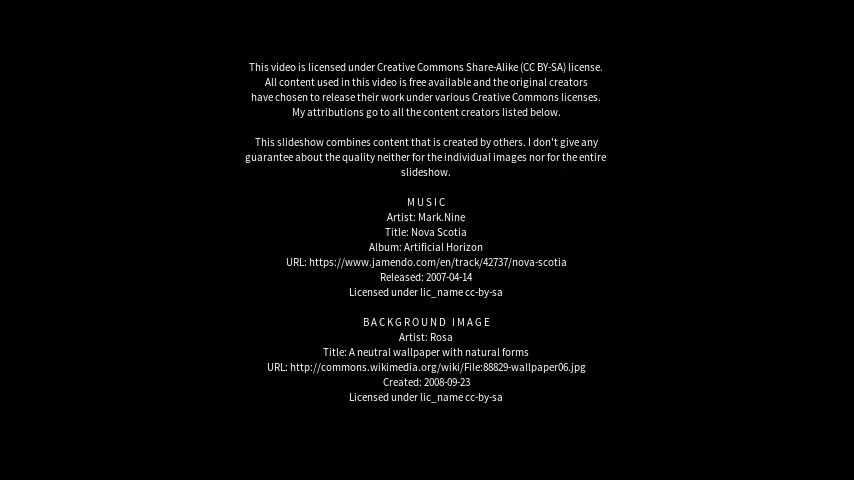 This video is licensed under Creative Commons Share-Alike (CC BY-SA) license.
All content used in this video is free available and the original creators
have chosen to release their work under various Creative Commons licenses.
My attributions go to all the content creators listed below.
This slideshow combines content that is created by others. I don't give any
guarantee about the quality neither for the individual images nor for the entire
slideshow.
MUSIC
Artist: Mark.Nine
Title: Nova Scotia
Album: Artificial Horizon
URL: https://www.jamendo.com/en/track/42737/nova-scotia
Released: 2007-04-14
Licensed under lic_name cc-by-sa
BACKGROUND IMAGE
Artist: Rosa
Title: A neutral wallpaper with natural forms
URL: http://commons.wikimedia.org/wiki/File:88829-wallpaper06.jpg
Created: 2008-09-23
Licensed under lic_name cc-by-sa